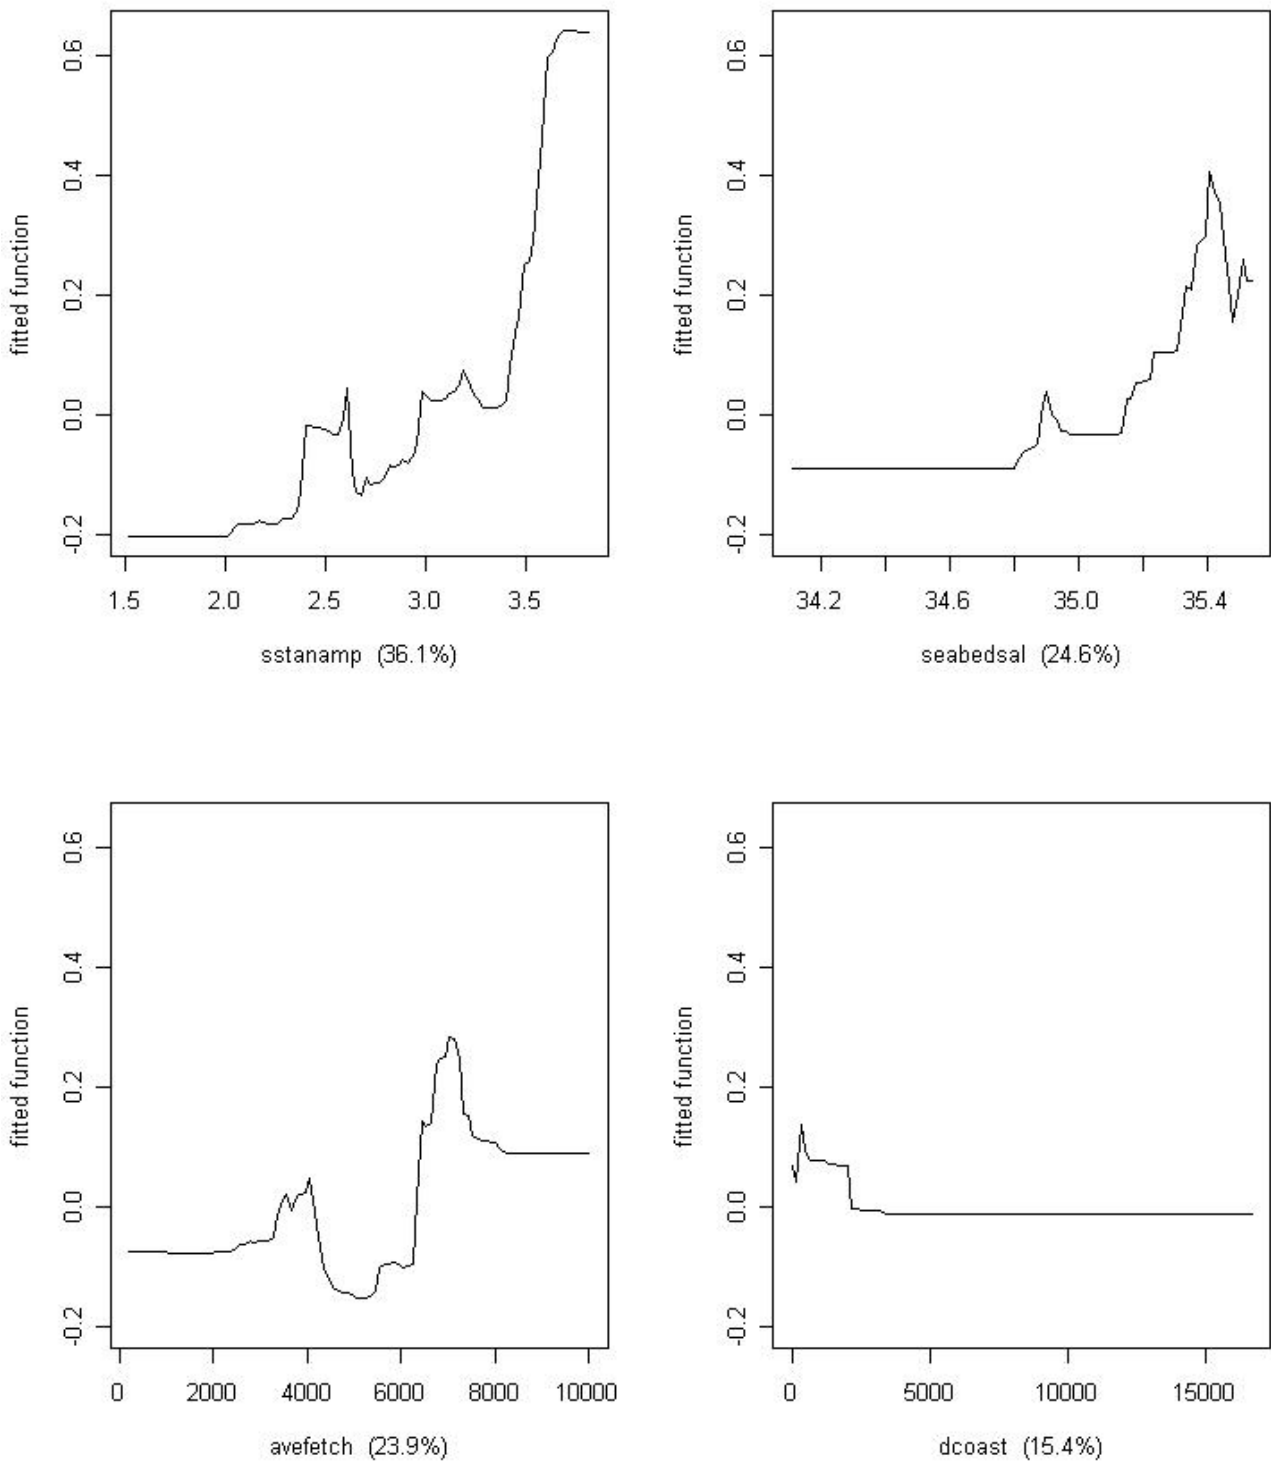 fitted function
0.6
0.4
0.2
0.0
-0.2
1.5 2.0 2.5 3.0 3.5
sstanamp (36.1%)
fitted function
0.6
0.4
0.2
0.0
-0.2
34.2 34.6 35.0 35.4
seabedsal (24.6%)
fitted function
0.6
0.4
0.2
0.0
-0.2
0 2000 4000 6000 8000 10000
avefetch (23.9%)
fitted function
0.6
0.4
0.2
0.0
-0.2
0 5000 10000 15000
dcoast (15.4%)